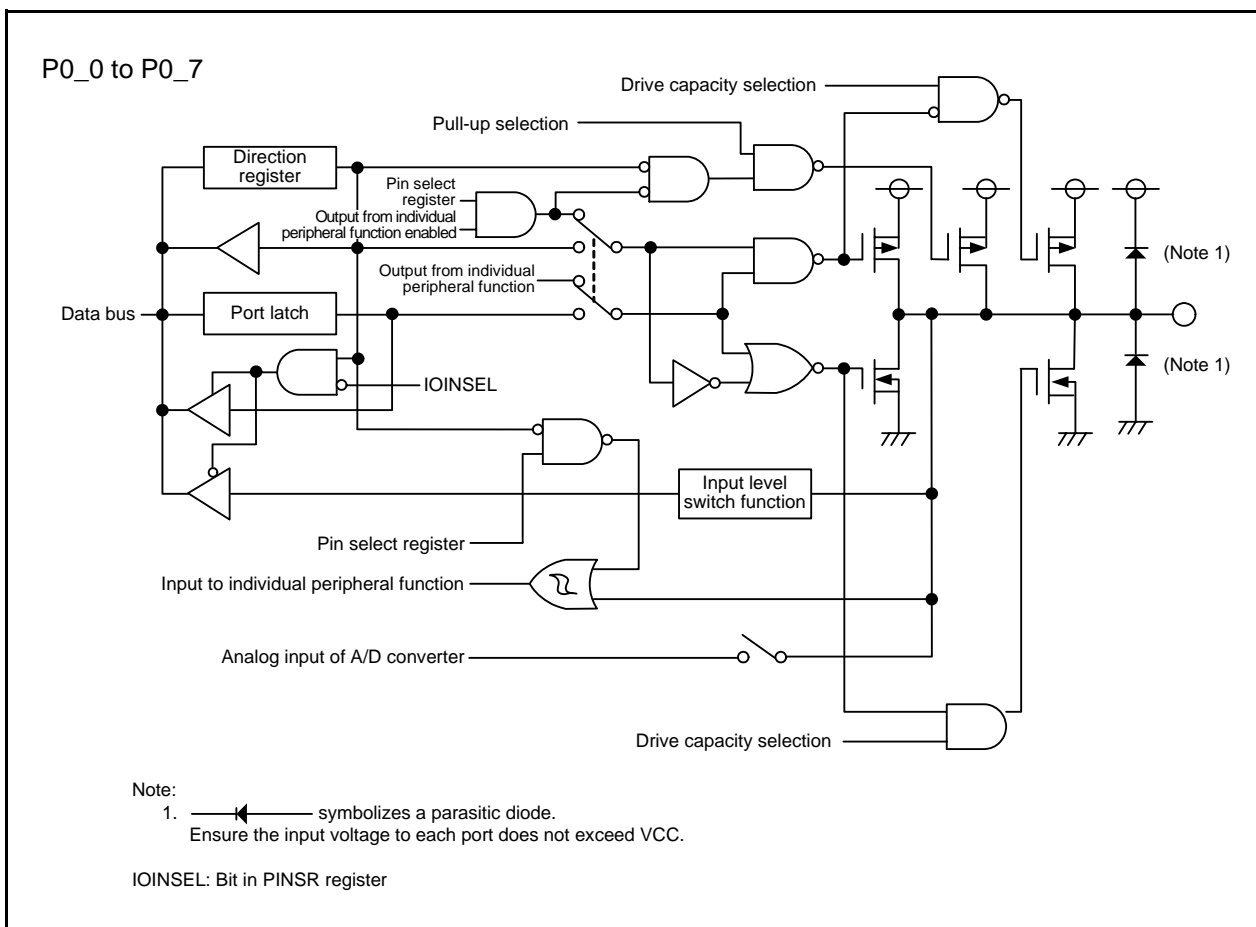 P0_0 to P0_7
Drive capacity selection
Pull-up selection
Direction
register
Pin select
register
Output from individual
peripheral function enabled
Output from individual
peripheral function
(Note 1)
Data bus
Port latch
(Note 1)
IOINSEL
Input level
switch function
Pin select register
Input to individual peripheral function
Analog input of A/D converter
Drive capacity selection
Note:
1. symbolizes a parasitic diode.
Ensure the input voltage to each port does not exceed VCC.
IOINSEL: Bit in PINSR register